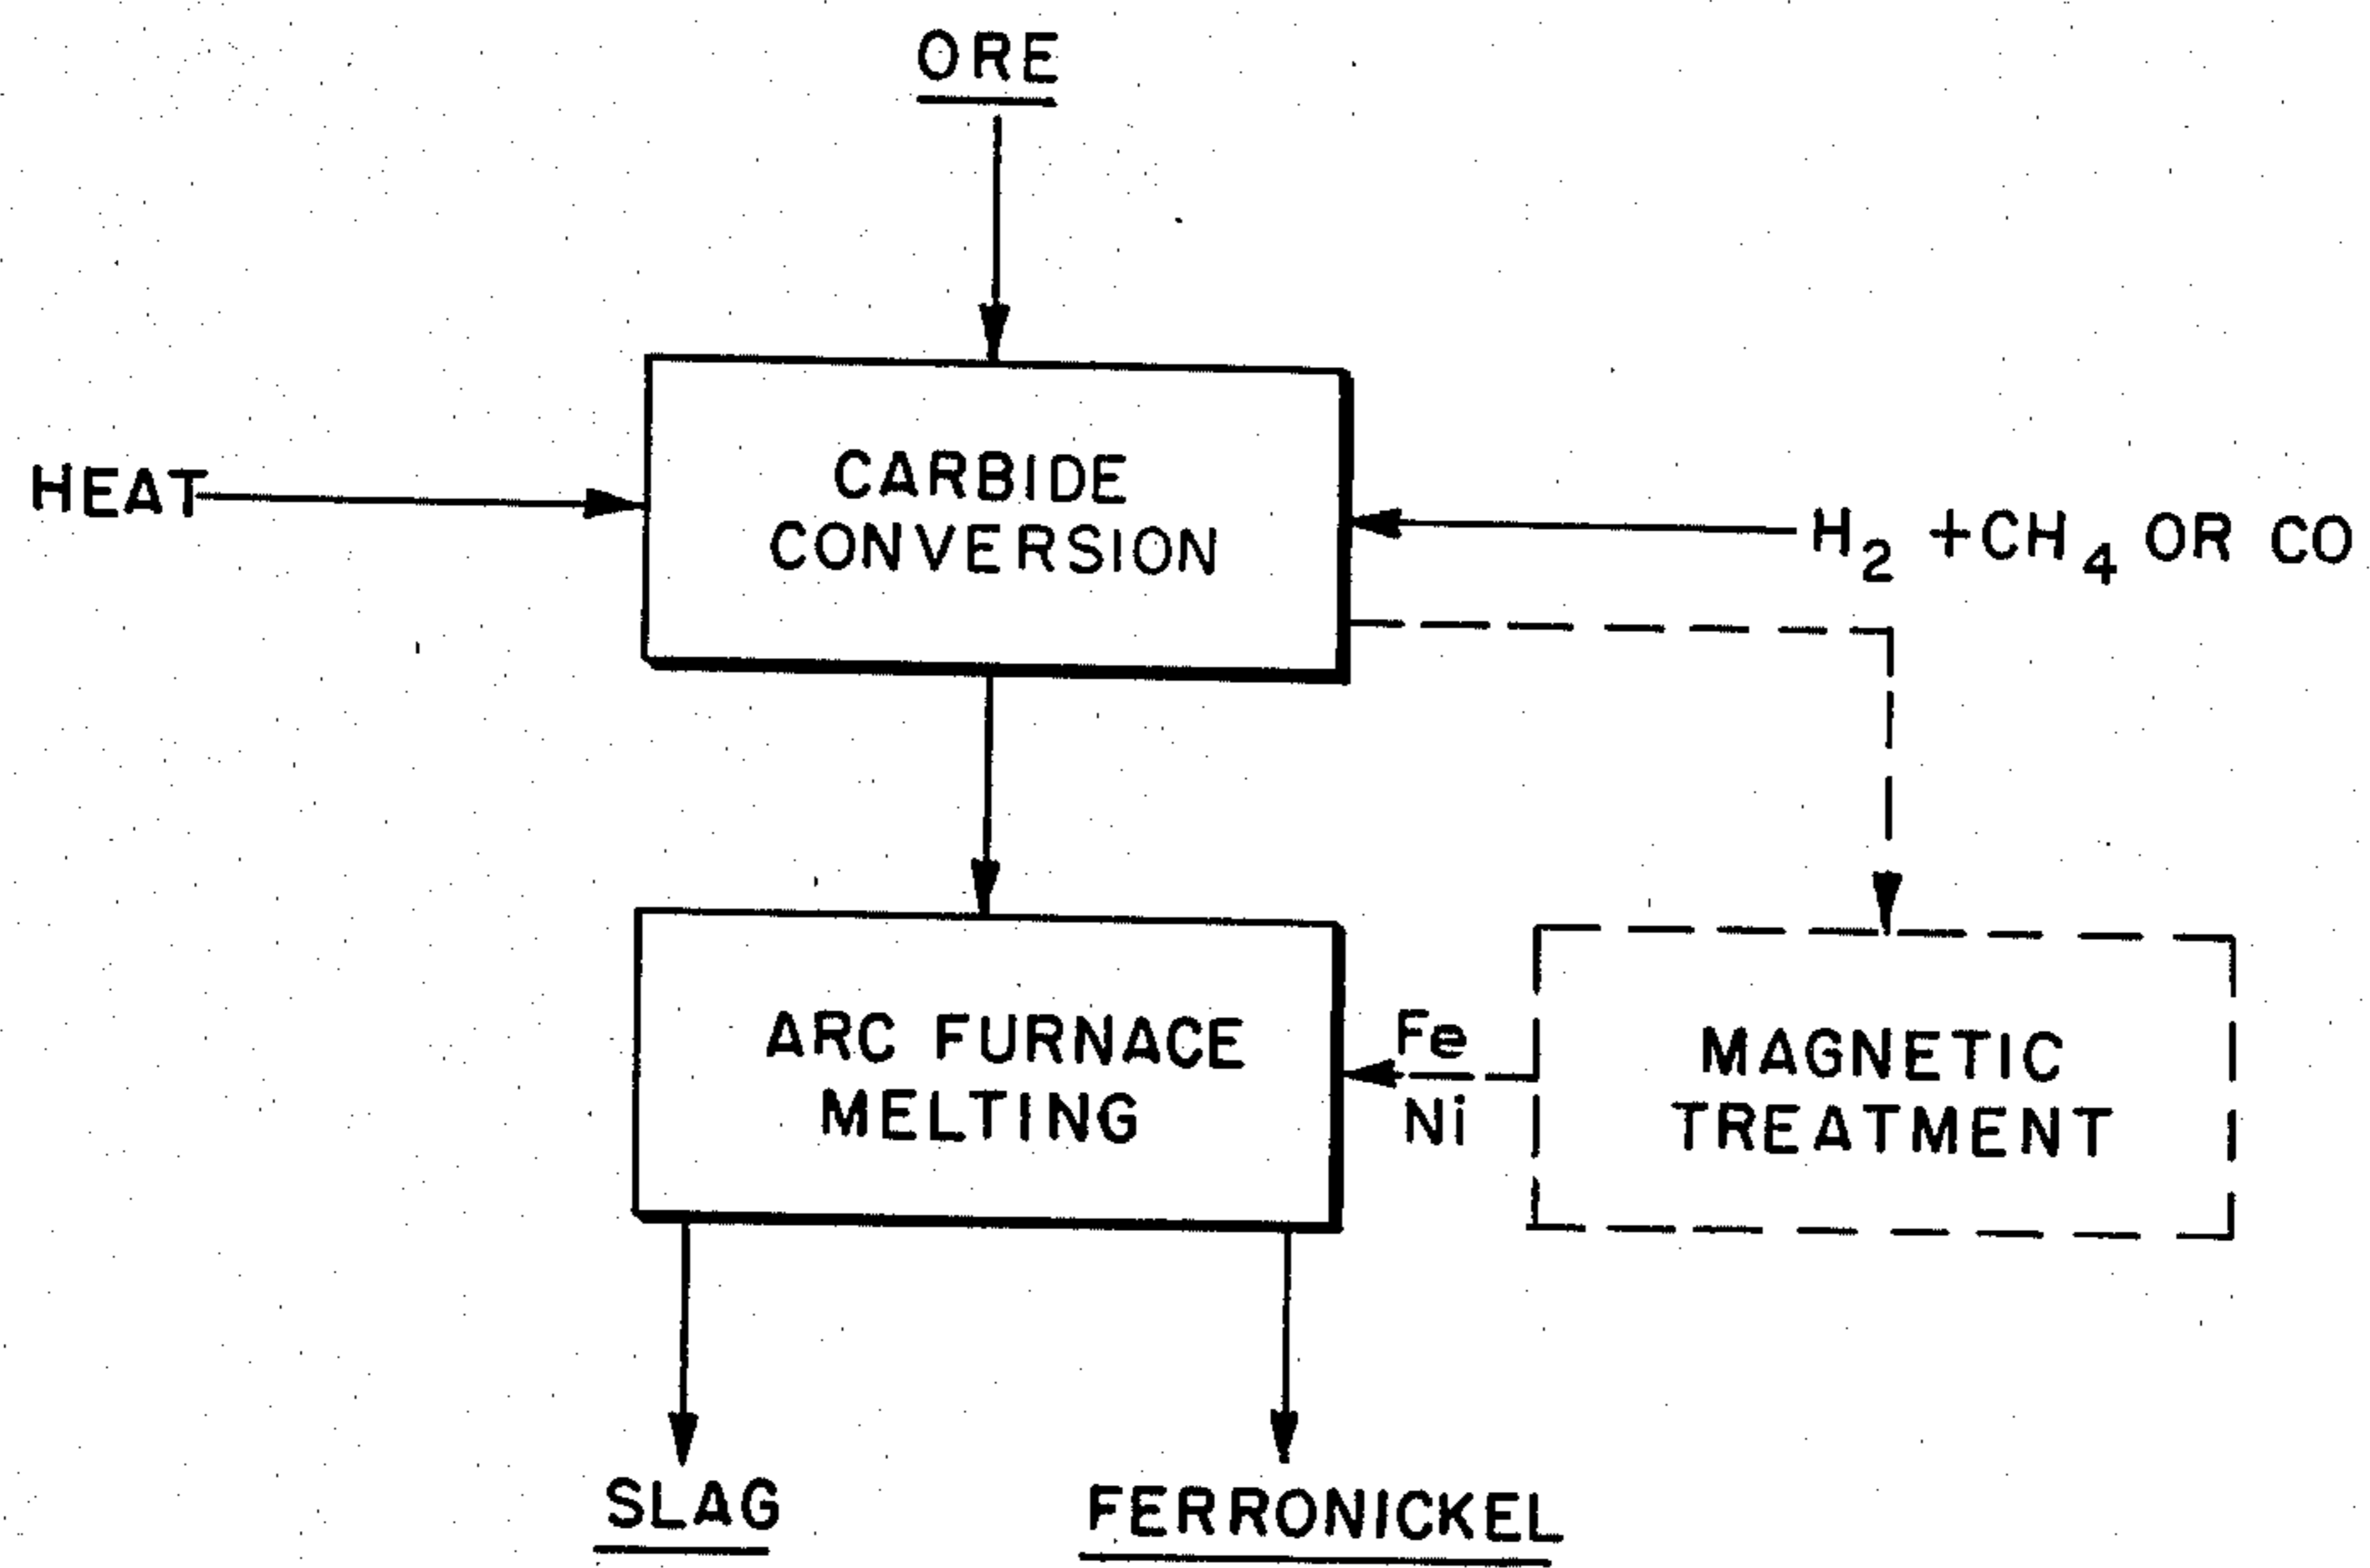 ORE
CARBIDE
CONVERSION
HEAT
H₂ +CH₄ OR CO
ARC FURNACE
MELTING
Fe
Ni
MAGNETIC
TREATMENT
SLAG
FERRONICKEL